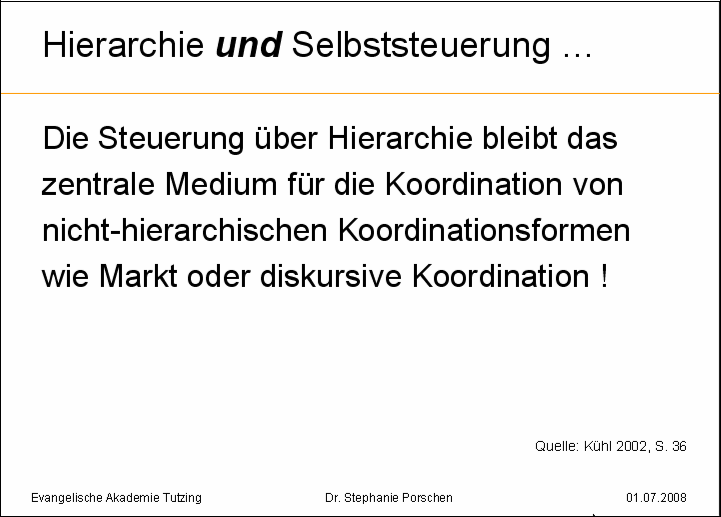 Hierarchie und Selbststeuerung ...
Die Steuerung über Hierarchie bleibt das
zentrale Medium für die Koordination von
nicht-hierarchischen Koordinationsformen
wie Markt oder diskursive Koordination !
Quelle: Kühl 2002, S. 36
Evangelische Akademie Tutzing Dr. Stephanie Porschen 01.07.2008